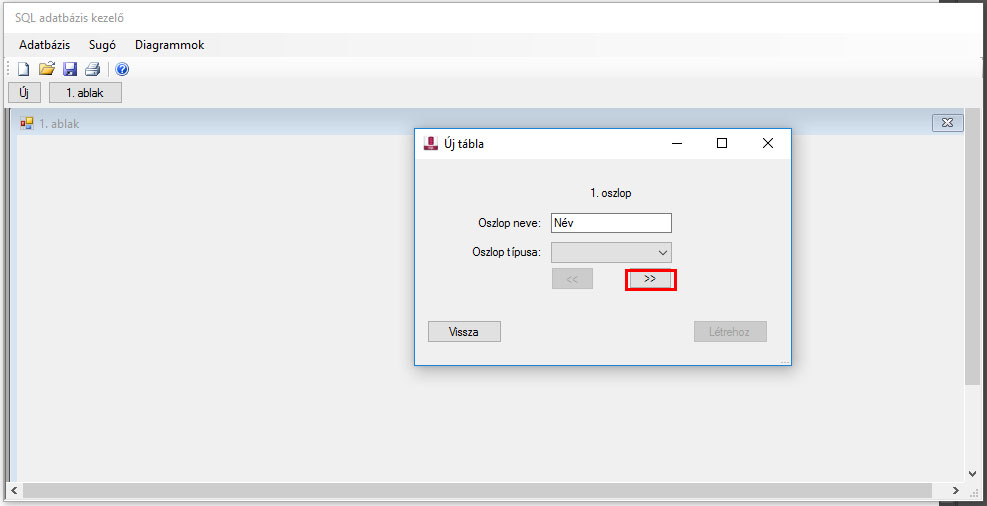 SQL adatbázis kezelő
Adatbázis Sugó Diagrammok
Új 1. ablak
1. ablak
Új tábla
1. oszlop
Oszlop neve: Név
Oszlop típusa:
<< >>
Vissza Létrehoz